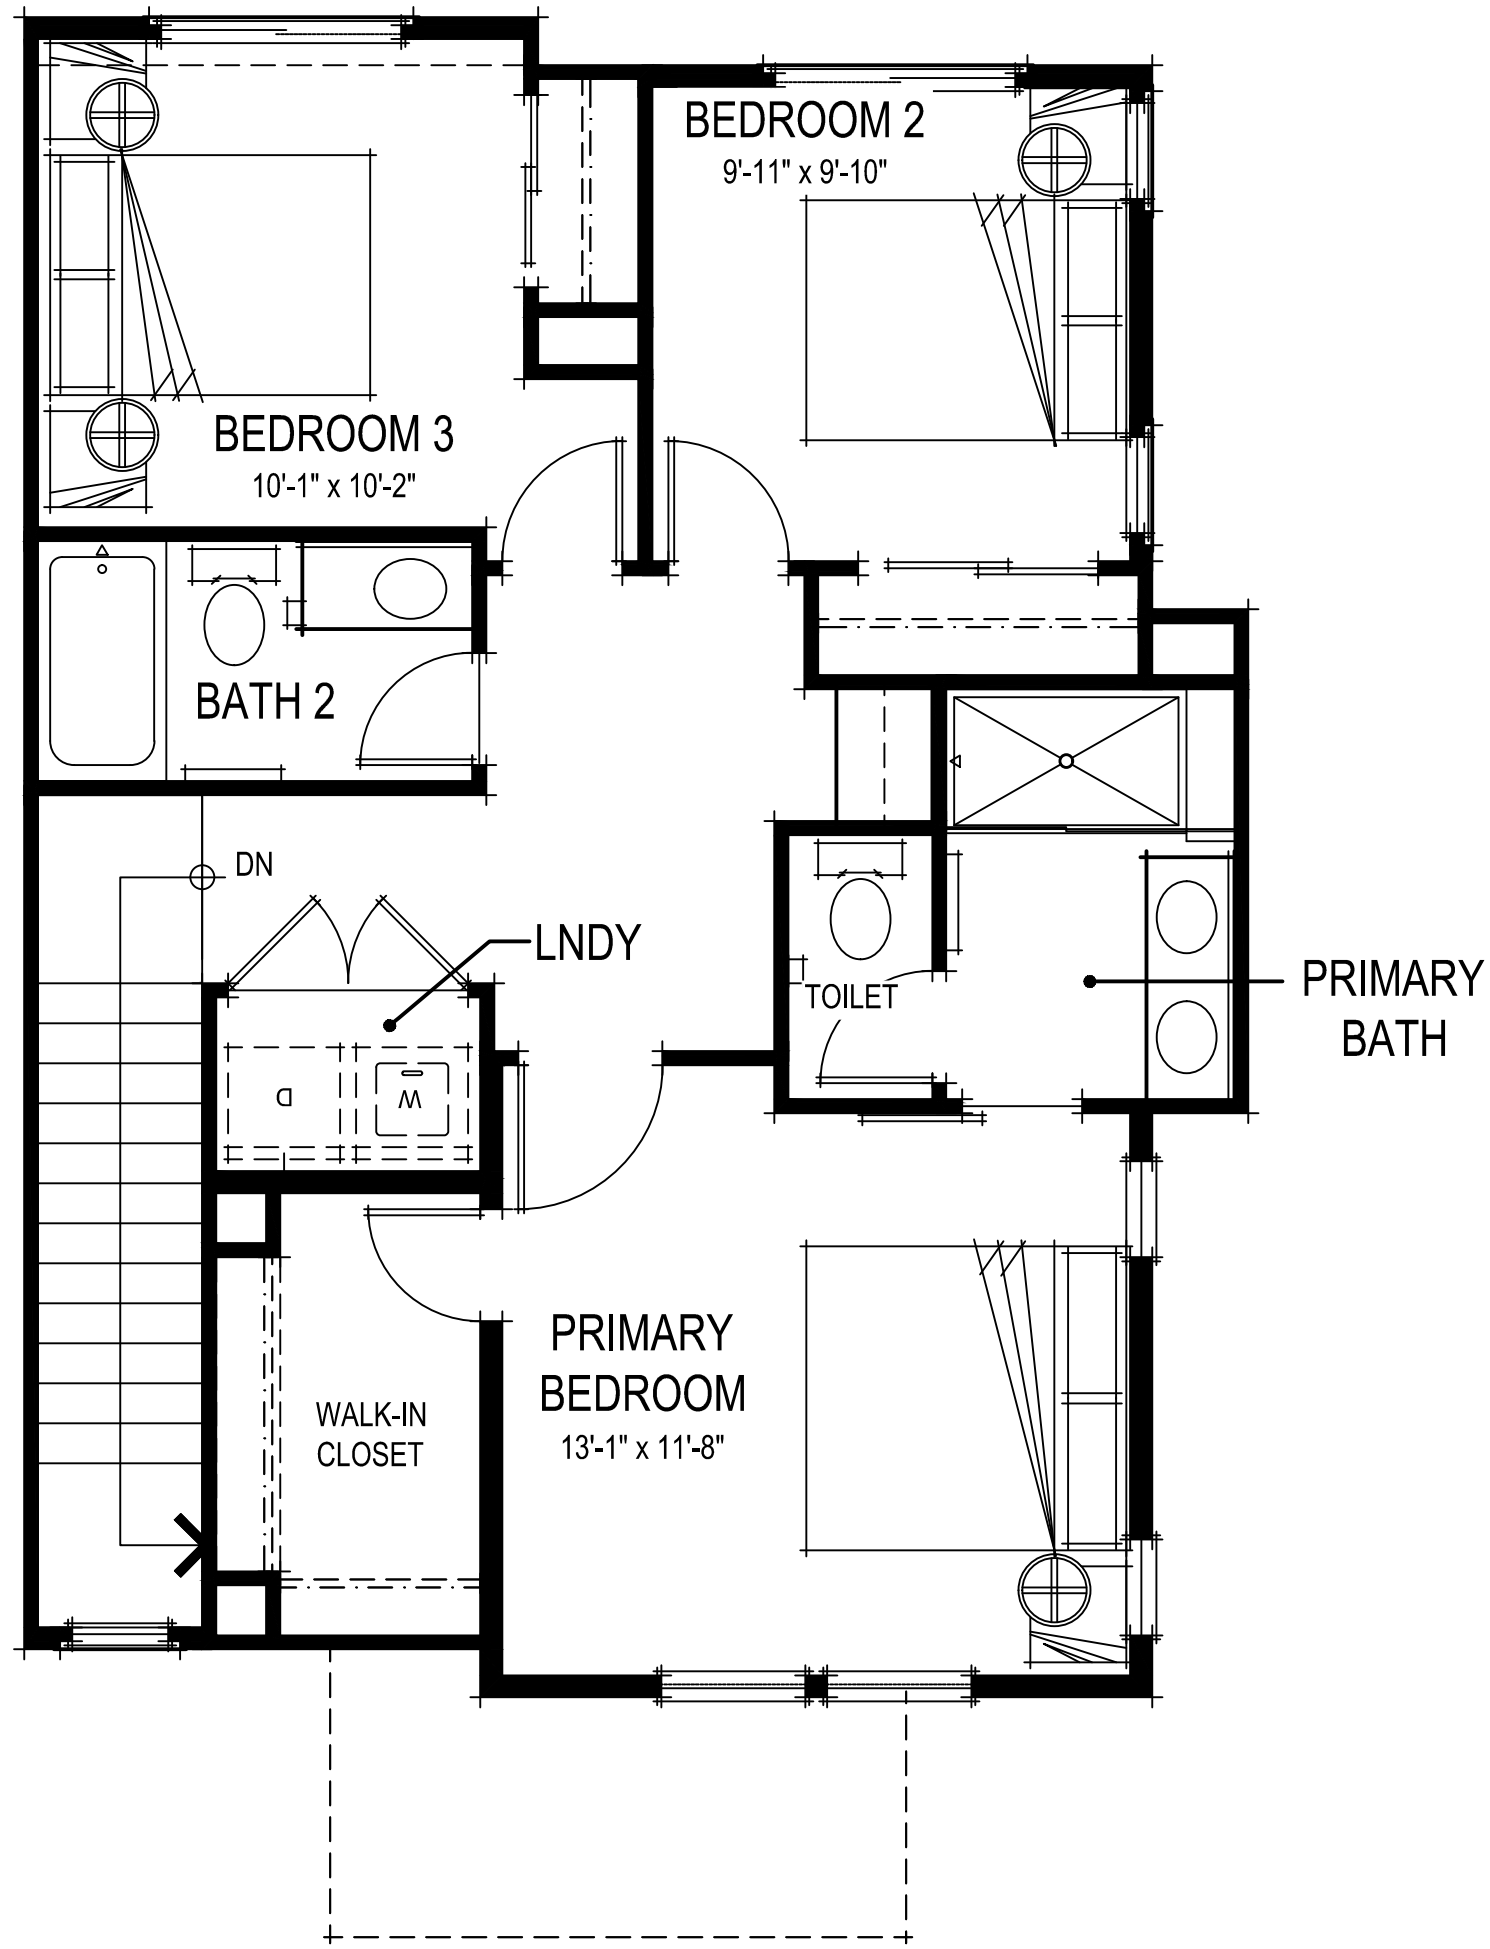 BEDROOM 2
9'-11" x 9'-10"
BEDROOM 3
10'-1" x 10'-2"
BATH 2
DN
LNDY
TOILET
PRIMARY
BATH
D
W
PRIMARY
BEDROOM
13'-1" x 11'-8"
WALK-IN
CLOSET